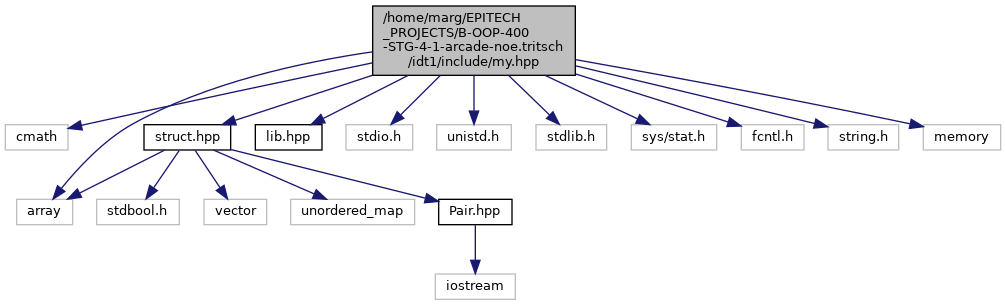 /home/marg/EPITECH
_PROJECTS/B-OOP-400
-STG-4-1-arcade-noe.tritsch
/idt1/include/my.hpp
cmath
struct.hpp
lib.hpp
stdio.h
unistd.h
stdlib.h
sys/stat.h
fcntl.h
string.h
memory
array
stdbool.h
vector
unordered_map
Pair.hpp
iostream